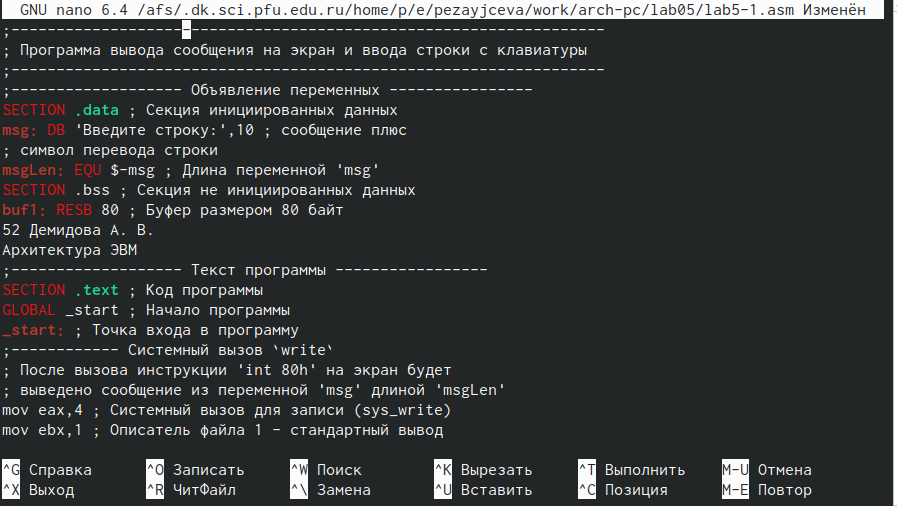 GNU nano 6.4 /afs/.dk.sci.pfu.edu.ru/home/p/e/pezayjceva/work/arch-pc/lab05/lab5-1.asm Изменён
;------------------------------------------------------------------
; Программа вывода сообщения на экран и ввода строки с клавиатуры
;------------------------------------------------------------------
;------------------- Объявление переменных ----------------
SECTION .data ; Секция инициированных данных
msg: DB 'Введите строку:',10 ; сообщение плюс
; символ перевода строки
msgLen: EQU $-msg ; Длина переменной 'msg'
SECTION .bss ; Секция не инициированных данных
buf1: RESB 80 ; Буфер размером 80 байт
52 Демидова А. В.
Архитектура ЭВМ
;------------------- Текст программы -----------------
SECTION .text ; Код программы
GLOBAL _start ; Начало программы
_start: ; Точка входа в программу
;------------ Системный вызов `write`
; После вызова инструкции 'int 80h' на экран будет
; выведено сообщение из переменной 'msg' длиной 'msgLen'
mov eax,4 ; Системный вызов для записи (sys_write)
mov ebx,1 ; Описатель файла 1 - стандартный вывод
^G Справка ^O Записать ^W Поиск ^K Вырезать ^T Выполнить M-U Отмена
^X Выход ^R ЧитФайл ^\ Замена ^U Вставить ^C Позиция M-E Повтор